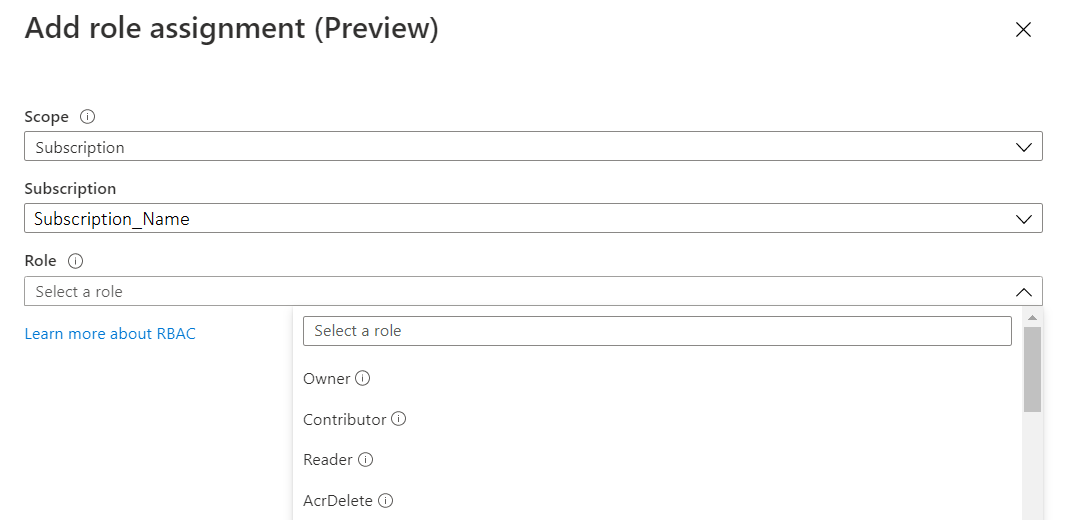 Add role assignment (Preview)
Scope
Subscription
Subscription
Subscription_Name
Role
Select a role
Learn more about RBAC
Select a role
Owner
Contributor
Reader
AcrDelete